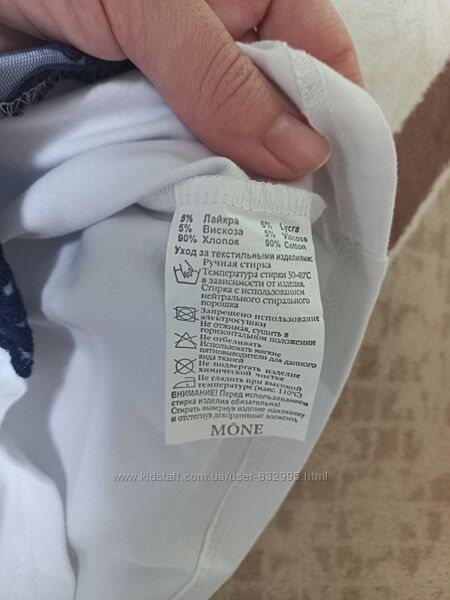 5% Лайкра 5% Lycra
5% Вискоза 5% Viscose
90% Хлопок 90% Cotton
Уход за текстильными изделиями:
Ручная стирка
Температура стирки 30-40°C
в зависимости от изделия.
Стирка с использованием
нейтрального стирального
порошка
Запрещено использование
электросушки
Не отжимая, сушить в
горизонтальном положении
Не отбеливать
Использовать мягкие
пятновыводители для данного
вида тканей
Не подвергать изделие
химической чистке
Не гладить при высокой
температуре (макс. 110°C)
ВНИМАНИЕ! Перед использованием
стирка изделия обязательна!
Стирать вывернув изделие наизнанку
и отстегнув декоративные элементы
MÔNE
www.kidstaff.com.ua/user-832995.html